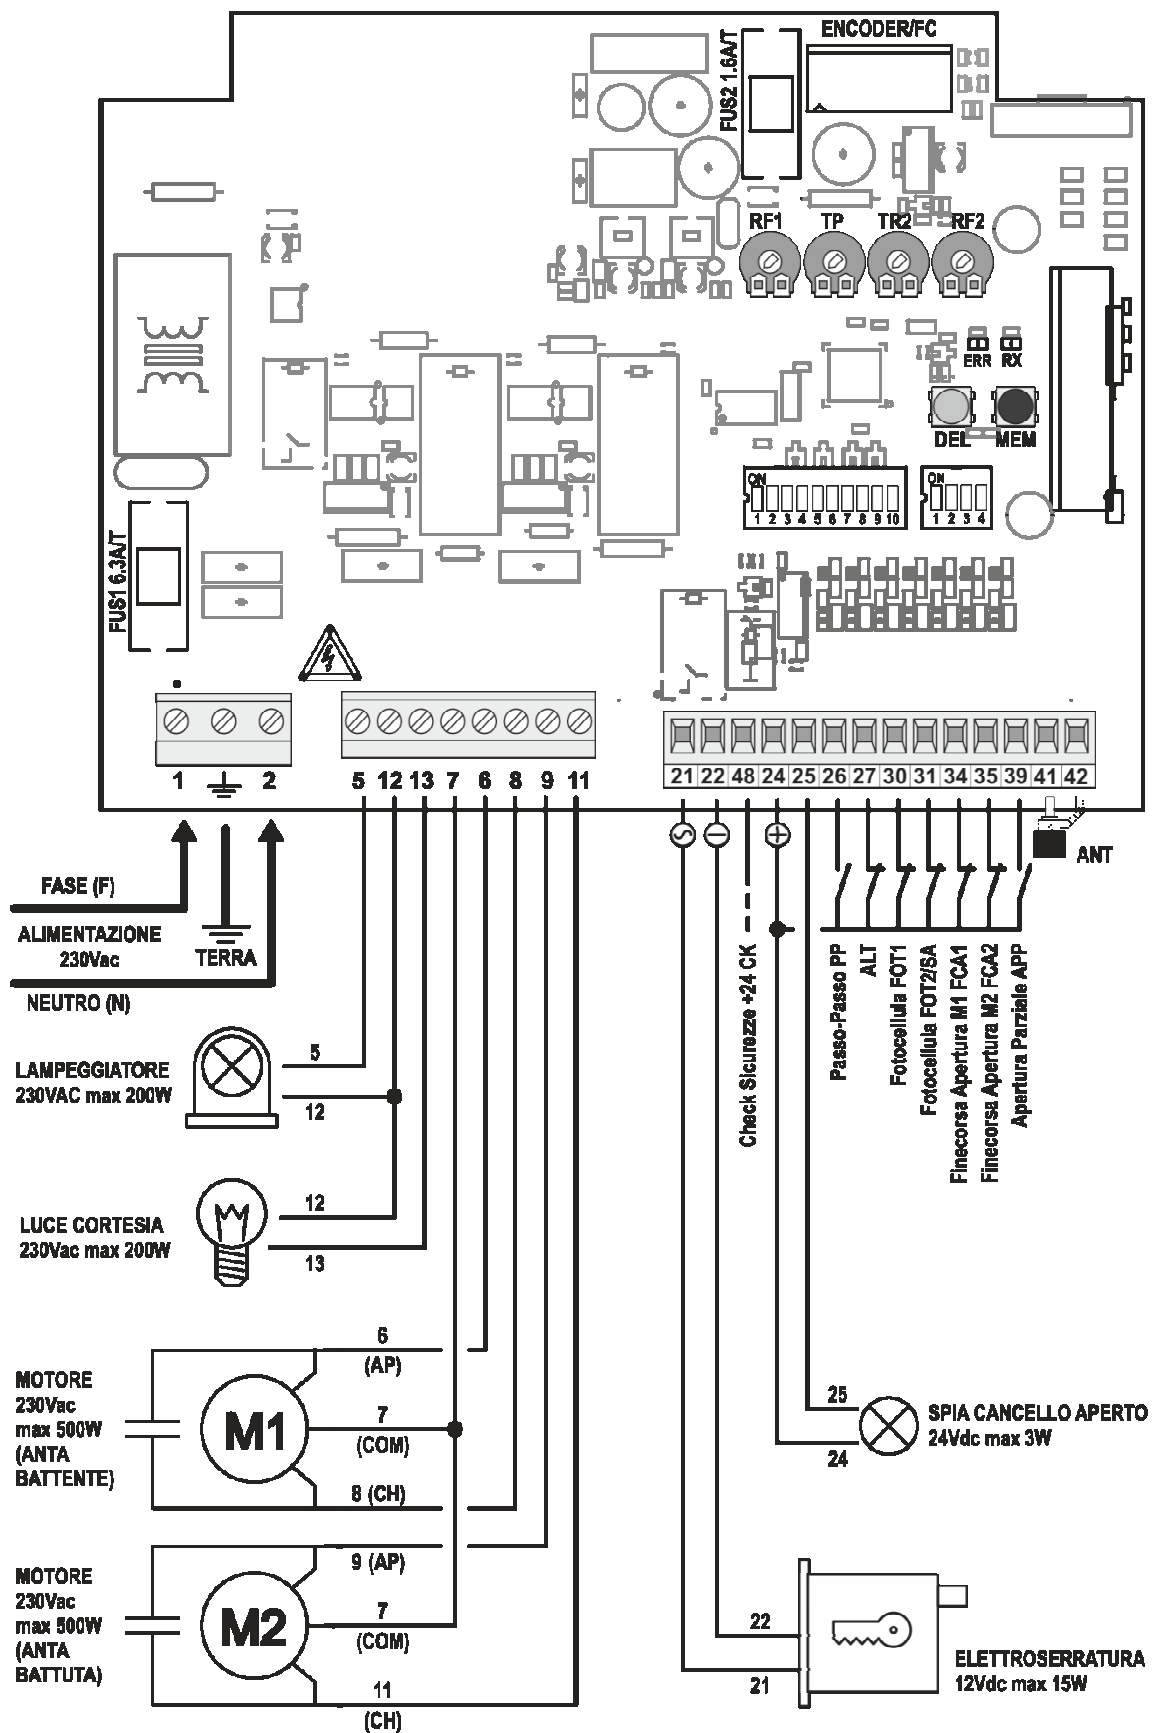 ENCODER/FC
FUS2 1.6A/T
RF1 TP TR2 RF2
ERR RX
DEL MEM
ON
1 2 3 4 5 6 7 8 9 10
ON
1 2 3 4
FUS1 6.3A/T
1 2
5 12 13 7 6 8 9 11
21 22 48 24 25 26 27 30 31 34 35 39 41 42
S
ANT
FASE (F)
ALIMENTAZIONE
230Vac
TERRA
NEUTRO (N)
Check Sicurezze +24 CK
Passo-Passo PP
ALT
Fotocellula FOT1
Fotocellula FOT2/SA
Finecorsa Apertura M1 FCA1
Finecorsa Apertura M2 FCA2
Apertura Parziale APP
LAMPEGGIATORE
230VAC max 200W
5
12
LUCE CORTESIA
230Vac max 200W
12
13
MOTORE
230Vac
max 500W
(ANTA
BATTENTE)
M1
6
(AP)
7
(COM)
8 (CH)
25
24
SPIA CANCELLO APERTO
24Vdc max 3W
MOTORE
230Vac
max 500W
(ANTA
BATTUTA)
M2
9 (AP)
7
(COM)
11
(CH)
22
21
ELETTROSERRATURA
12Vdc max 15W